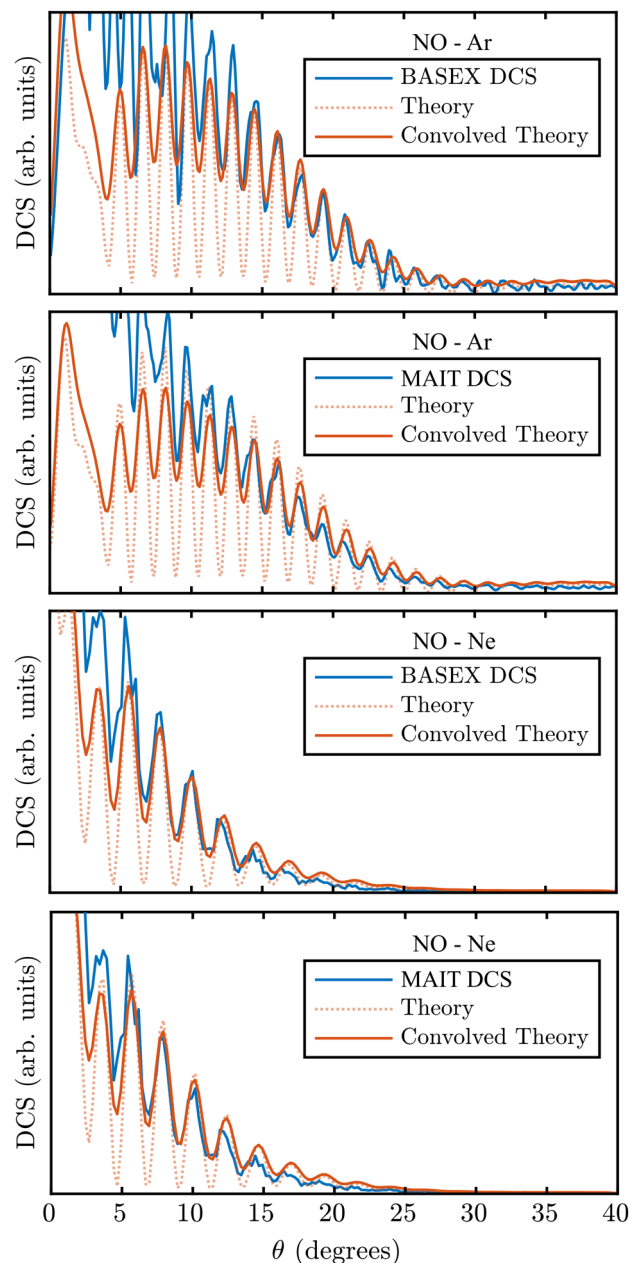 NO - Ar
BASEX DCS
Theory
Convolved Theory
DCS (arb. units)
NO - Ar
MAIT DCS
Theory
Convolved Theory
DCS (arb. units)
NO - Ne
BASEX DCS
Theory
Convolved Theory
DCS (arb. units)
NO - Ne
MAIT DCS
Theory
Convolved Theory
DCS (arb. units)
0 5 10 15 20 25 30 35 40
θ (degrees)